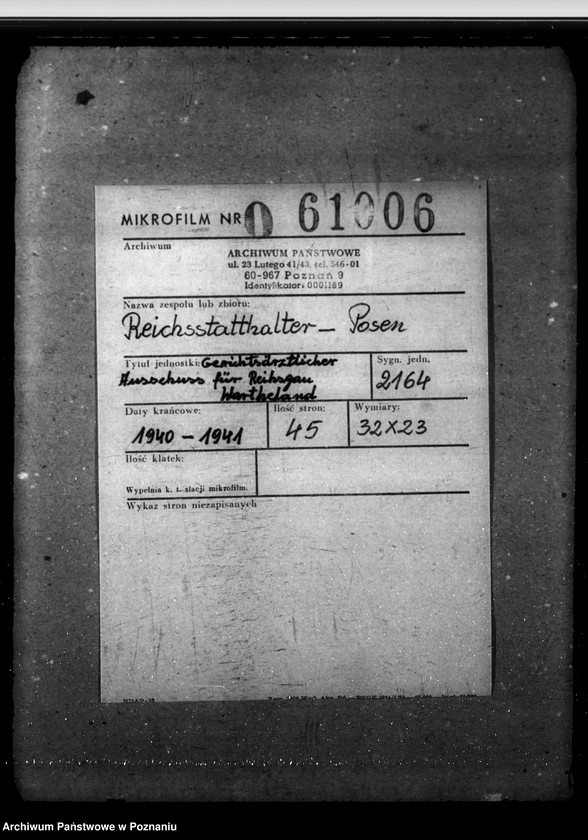 MIKROFILM NR 0 61006
Archiwum
ARCHIWUM PAŃSTWOWE
ul. 23 Lutego 41/43, tel. 546-01
60-967 Poznań 9
Identyfikator: 0001169
Nazwa zespołu lub zbioru:
Reichsstatthalter – Posen
Tytuł jednostki: Gerichtsärztlicher
Ausschuss für Reihsgau
Wartheland
Sygn. jedn.
2164
Daty krańcowe:
1940 – 1941
Ilość stron:
45
Wymiary:
32x23
Ilość klatek:
Wypełnia k. t. stacji mikrofilm.
Wykaz stron niezapisanych
Archiwum Państwowe w Poznaniu